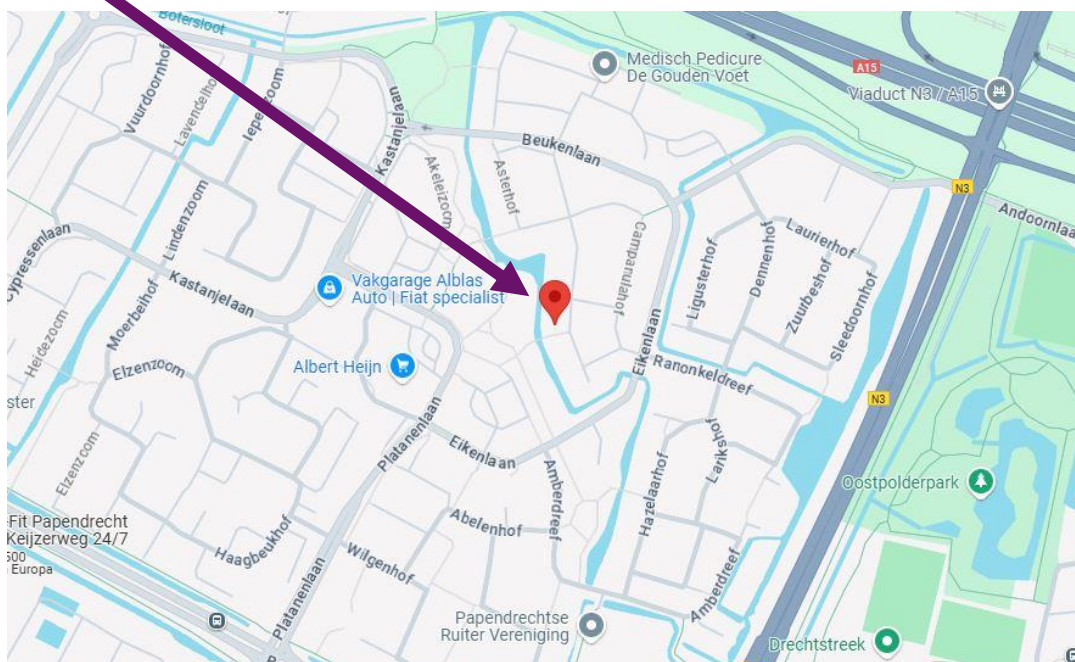 Botersloot
Vuurdoornhof
Lavendelhof
Iepenzoom
Medisch Pedicure
De Gouden Voet
A15
Viaduct N3 / A15
Kastanjelaan
Beukenlaan
Akeleizoom
Asterhof
N3
Andoornlaa
Cypressenlaan
Lindenzoom
Campanulahof
Laurierhof
Dennenhof
Ligusterhof
Zuurbeshof
Sleedoornhof
Kastanjelaan
Moerbeihof
Heidezoom
Vakgarage Alblas
Auto | Fiat specialist
Elzenzoom
Albert Heijn
Eikenlaan
Ranonkeldreef
N3
ster
Elzenzoom
Platanenlaan
Eikenlaan
Amberdreef
Larikshof
Hazelaarhof
Oostpolderpark
-Fit Papendrecht
Keijzerweg 24/7
500
Europa
Haagbeukhof
Abelenhof
Wilgenhof
Platanenlaan
Amberdreef
Papendrechtse
Ruiter Vereniging
Drechtstreek